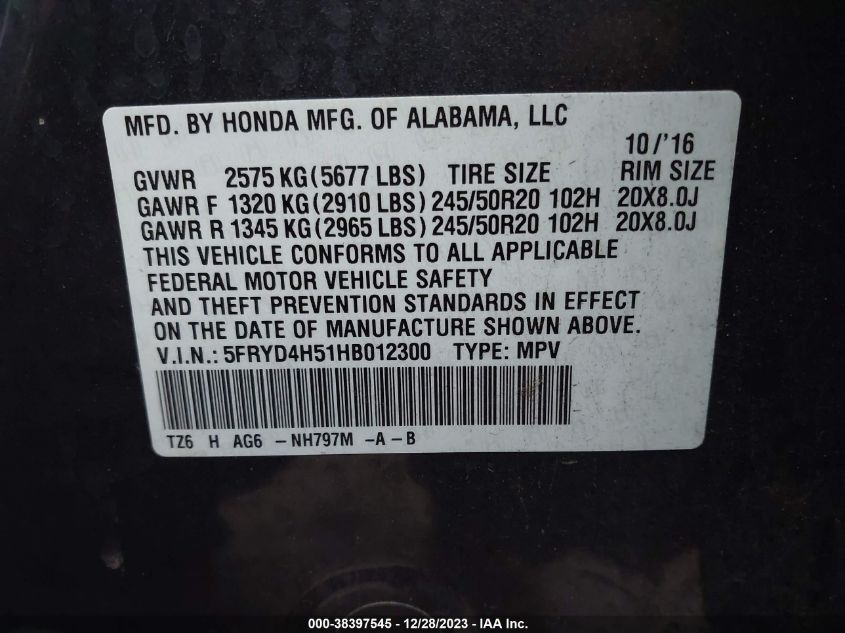 MFD. BY HONDA MFG. OF ALABAMA, LLC
10/'16
GVWR 2575 KG (5677 LBS) TIRE SIZE RIM SIZE
GAWR F 1320 KG (2910 LBS) 245/50R20 102H 20X8.0J
GAWR R 1345 KG (2965 LBS) 245/50R20 102H 20X8.0J
THIS VEHICLE CONFORMS TO ALL APPLICABLE
FEDERAL MOTOR VEHICLE SAFETY
AND THEFT PREVENTION STANDARDS IN EFFECT
ON THE DATE OF MANUFACTURE SHOWN ABOVE.
V.I.N.: 5FRYD4H51HB012300 TYPE: MPV
TZ6 H AG6 -NH797M -A-B
000-38397545 - 12/28/2023 - IAA Inc.